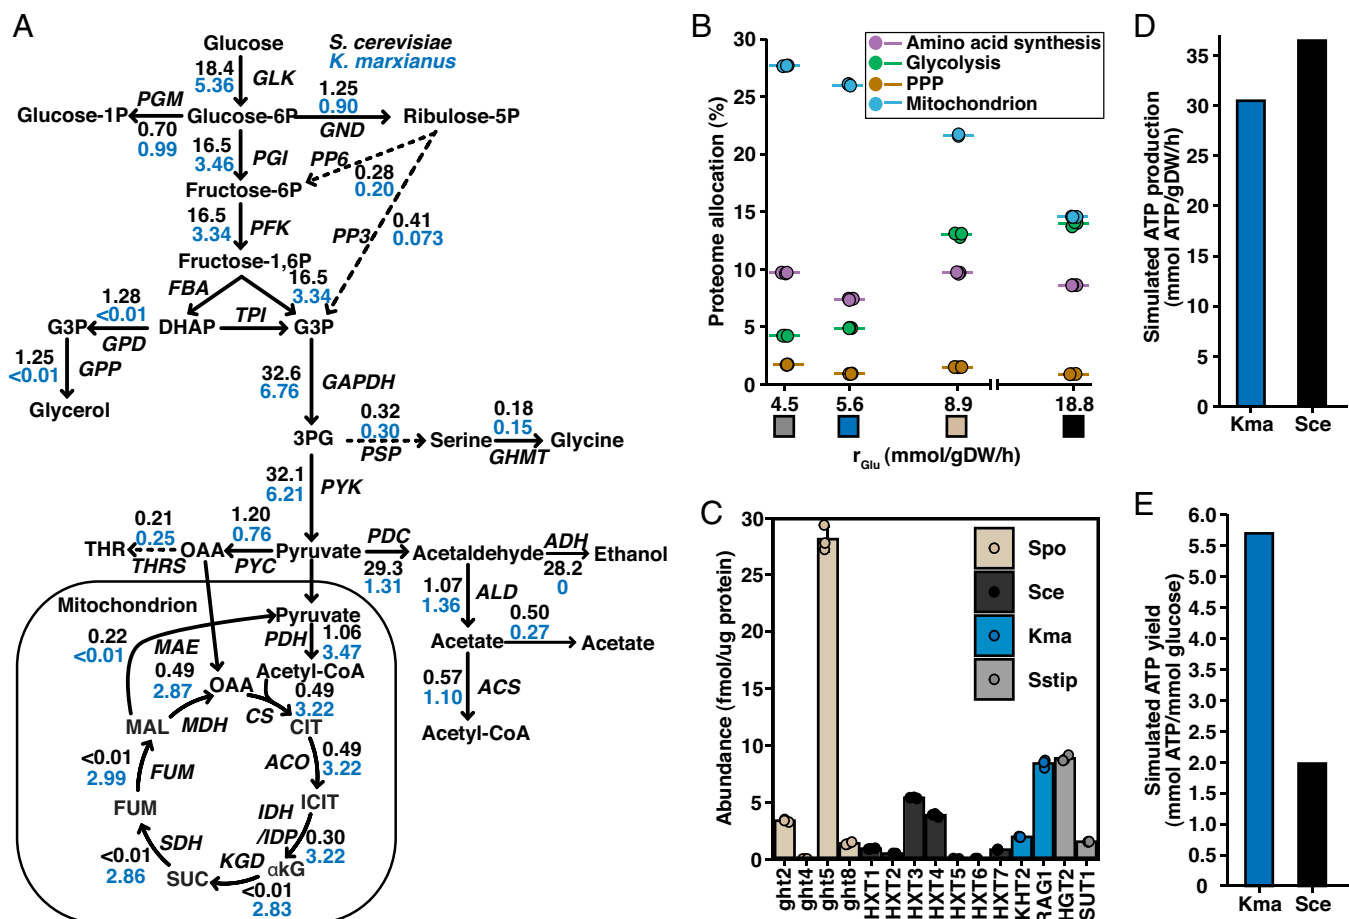 A
Glucose
S. cerevisiae
K. marxianus
18.4
5.36
GLK
1.25
0.90
PGM
Glucose-1P
Glucose-6P
Ribulose-5P
GND
0.70
0.99
16.5
3.46
PGI
PP6
0.28
0.20
Fructose-6P
16.5
3.34
PFK
PP3
0.41
0.073
Fructose-1,6P
FBA
16.5
3.34
1.28
<0.01
G3P
DHAP
TPI
G3P
GPD
1.25
<0.01
GPP
Glycerol
32.6
6.76
GAPDH
0.32
0.30
0.18
0.15
3PG
Serine
Glycine
PSP
GHMT
32.1
6.21
PYK
0.21
0.25
1.20
0.76
PDC
ADH
THR
OAA
Pyruvate
Acetaldehyde
Ethanol
THRS
PYC
29.3
1.31
28.2
0
1.07
1.36
ALD
Mitochondrion
Pyruvate
0.50
0.27
Acetate
Acetate
0.22
<0.01
MAE
PDH
1.06
3.47
0.49
2.87
OAA
Acetyl-CoA
0.57
1.10
ACS
MAL
MDH
CS
0.49
3.22
CIT
Acetyl-CoA
<0.01
2.99
FUM
ACO
0.49
3.22
FUM
ICIT
IDH
/IDP
0.30
3.22
SDH
<0.01
2.86
SUC
KGD
αkG
<0.01
2.83
B
Proteome allocation (%)
30
25
20
15
10
5
0
Amino acid synthesis
Glycolysis
PPP
Mitochondrion
4.5
5.6
8.9
18.8
rGlu (mmol/gDW/h)
C
Abundance (fmol/ug protein)
30
25
20
15
10
5
0
Spo
Sce
Kma
Sstip
ght2
ght4
ght5
ght8
HXT1
HXT2
HXT3
HXT4
HXT5
HXT6
HXT7
KHT2
RAG1
HGT2
SUT1
D
Simulated ATP production
(mmol ATP/gDW/h)
35
30
25
20
15
10
5
0
Kma
Sce
E
Simulated ATP yield
(mmol ATP/mmol glucose)
6.0
5.5
5.0
4.5
4.0
3.5
3.0
2.5
2.0
1.5
1.0
0.5
0
Kma
Sce